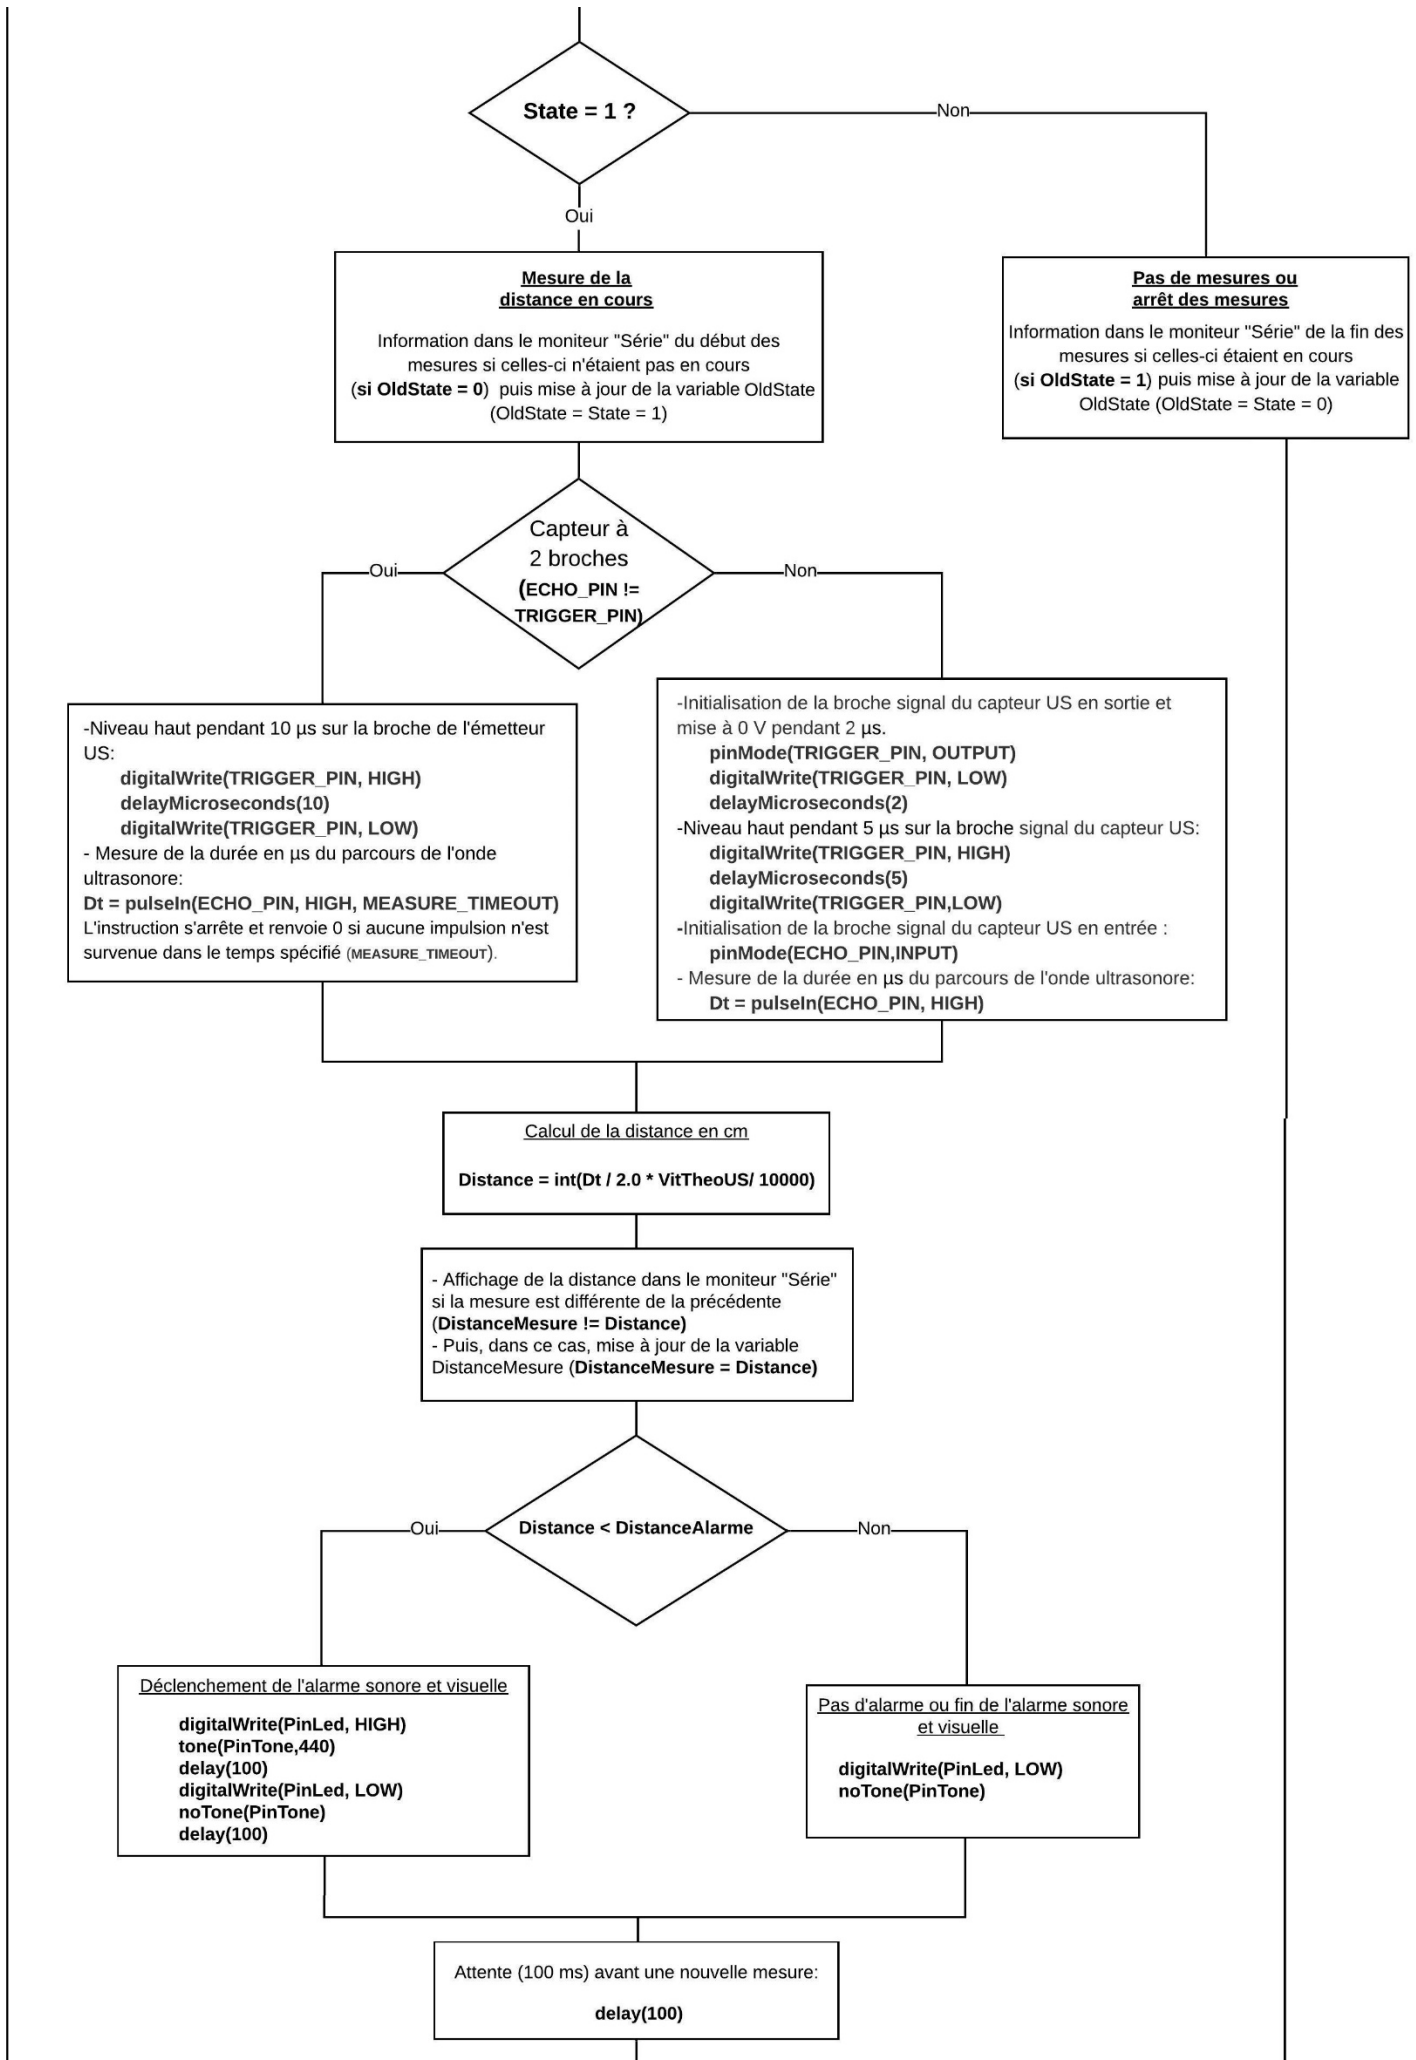 State = 1 ?
Non
Oui
Mesure de la
distance en cours
Information dans le moniteur "Série" du début des
mesures si celles-ci n'étaient pas en cours
(si OldState = 0)  puis mise à jour de la variable OldState
(OldState = State = 1)
Pas de mesures ou
arrêt des mesures
Information dans le moniteur "Série" de la fin des
mesures si celles-ci étaient en cours
(si OldState = 1) puis mise à jour de la variable
OldState (OldState = State = 0)
Capteur à
2 broches
(ECHO_PIN !=
TRIGGER_PIN)
Oui
Non
-Niveau haut pendant 10 µs sur la broche de l'émetteur
US:
digitalWrite(TRIGGER_PIN, HIGH)
delayMicroseconds(10)
digitalWrite(TRIGGER_PIN, LOW)
- Mesure de la durée en µs du parcours de l'onde
ultrasonore:
Dt = pulseIn(ECHO_PIN, HIGH, MEASURE_TIMEOUT)
L'instruction s'arrête et renvoie 0 si aucune impulsion n'est
survenue dans le temps spécifié (MEASURE_TIMEOUT).
-Initialisation de la broche signal du capteur US en sortie et
mise à 0 V pendant 2 µs.
pinMode(TRIGGER_PIN, OUTPUT)
digitalWrite(TRIGGER_PIN, LOW)
delayMicroseconds(2)
-Niveau haut pendant 5 µs sur la broche signal du capteur US:
digitalWrite(TRIGGER_PIN, HIGH)
delayMicroseconds(5)
digitalWrite(TRIGGER_PIN,LOW)
-Initialisation de la broche signal du capteur US en entrée :
pinMode(ECHO_PIN,INPUT)
- Mesure de la durée en µs du parcours de l'onde ultrasonore:
Dt = pulseIn(ECHO_PIN, HIGH)
Calcul de la distance en cm
Distance = int(Dt / 2.0 * VitTheoUS/ 10000)
- Affichage de la distance dans le moniteur "Série"
si la mesure est différente de la précédente
(DistanceMesure != Distance)
- Puis, dans ce cas, mise à jour de la variable
DistanceMesure (DistanceMesure = Distance)
Distance < DistanceAlarme
Oui
Non
Déclenchement de l'alarme sonore et visuelle
digitalWrite(PinLed, HIGH)
tone(PinTone,440)
delay(100)
digitalWrite(PinLed, LOW)
noTone(PinTone)
delay(100)
Pas d'alarme ou fin de l'alarme sonore
et visuelle
digitalWrite(PinLed, LOW)
noTone(PinTone)
Attente (100 ms) avant une nouvelle mesure:
delay(100)